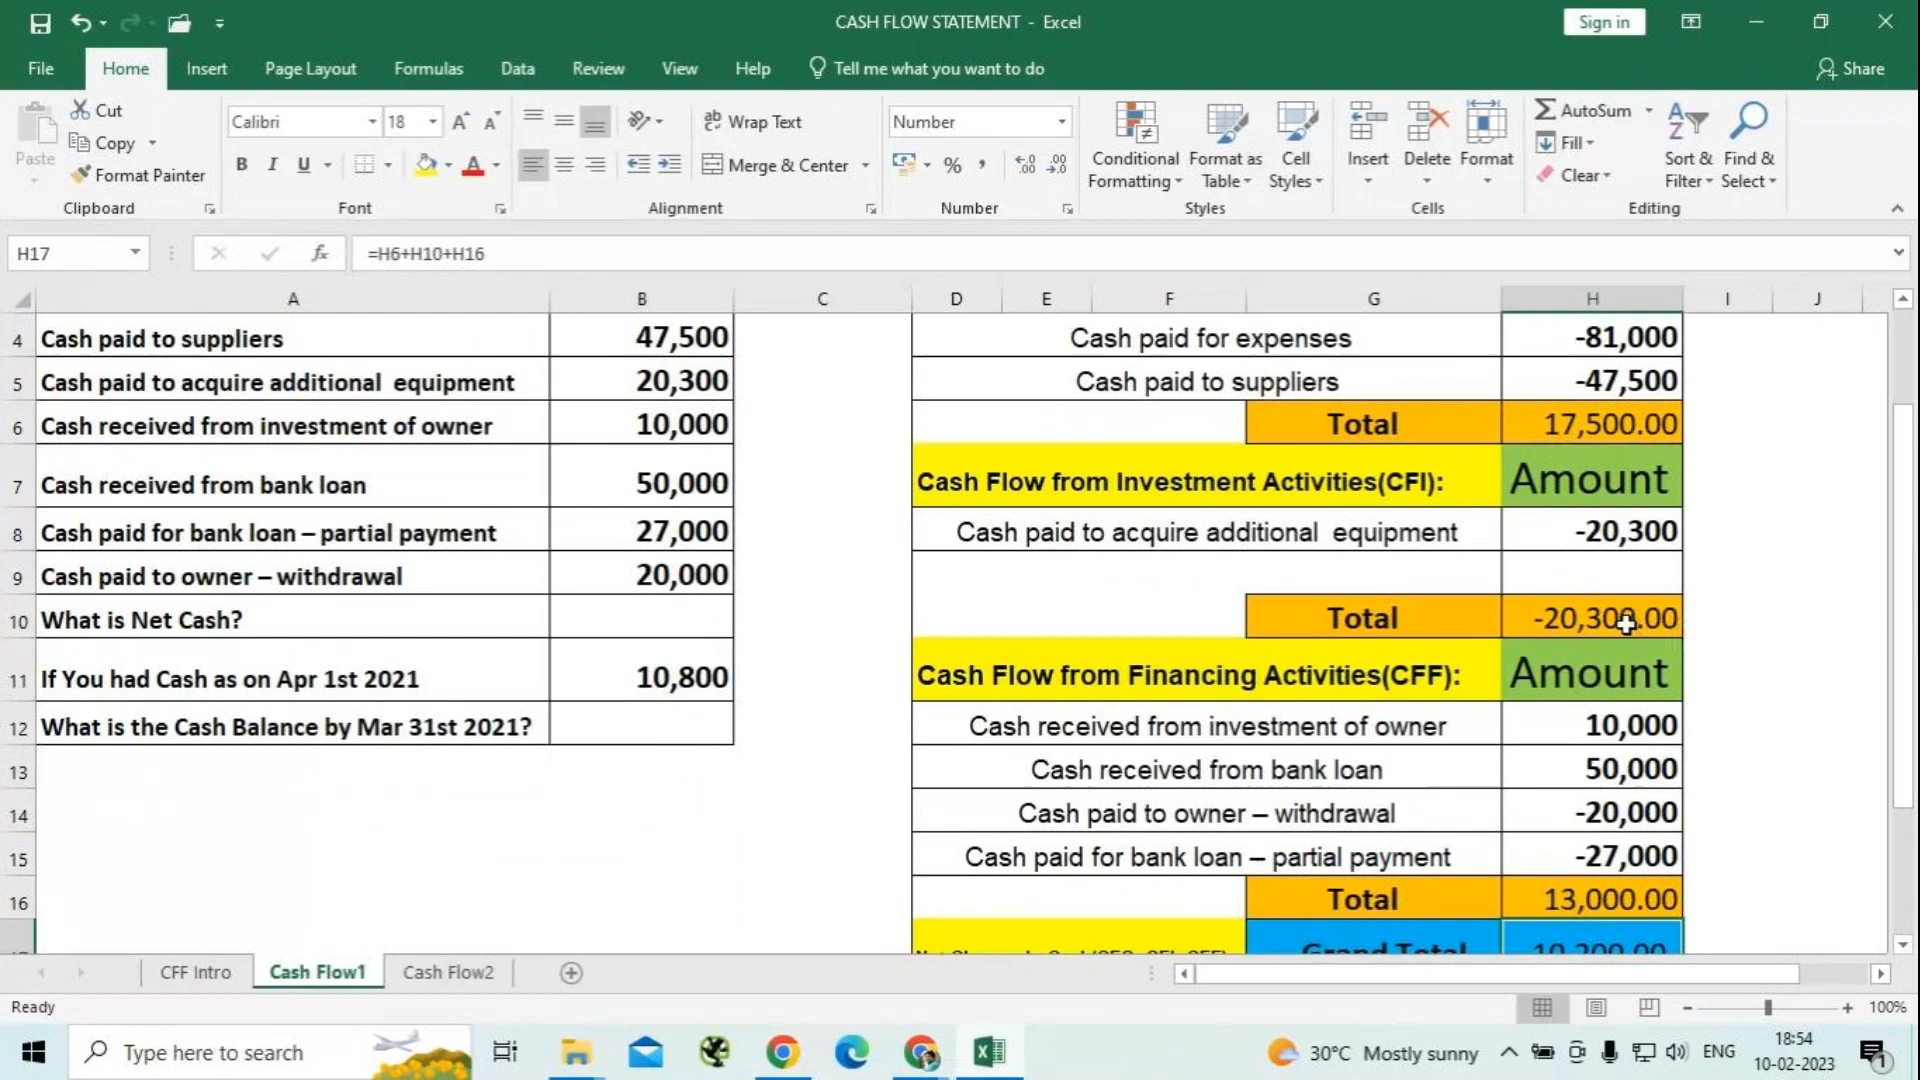 CASH FLOW STATEMENT - Excel
Sign in
File Home Insert Page Layout Formulas Data Review View Help Tell me what you want to do Share
Paste
Cut
Copy
Format Painter
Clipboard
Calibri 18
B I U
Font
Wrap Text
Merge & Center
Alignment
Number
%
Number
Conditional Formatting
Format as Table
Cell Styles
Styles
Insert Delete Format
Cells
AutoSum
Fill
Clear
Sort & Filter
Find & Select
Editing
H17 fx =H6+H10+H16
A B C D E F G H I J
4 Cash paid to suppliers 47,500 Cash paid for expenses -81,000
5 Cash paid to acquire additional equipment 20,300 Cash paid to suppliers -47,500
6 Cash received from investment of owner 10,000 Total 17,500.00
7 Cash received from bank loan 50,000 Cash Flow from Investment Activities(CFI): Amount
8 Cash paid for bank loan – partial payment 27,000 Cash paid to acquire additional equipment -20,300
9 Cash paid to owner – withdrawal 20,000
10 What is Net Cash? Total -20,300.00
11 If You had Cash as on Apr 1st 2021 10,800 Cash Flow from Financing Activities(CFF): Amount
12 What is the Cash Balance by Mar 31st 2021? Cash received from investment of owner 10,000
13 Cash received from bank loan 50,000
14 Cash paid to owner – withdrawal -20,000
15 Cash paid for bank loan – partial payment -27,000
16 Total 13,000.00
Grand Total 10,200.00
CFF Intro Cash Flow1 Cash Flow2
Ready 100%
Type here to search 30°C Mostly sunny ENG 18:54
10-02-2023
1